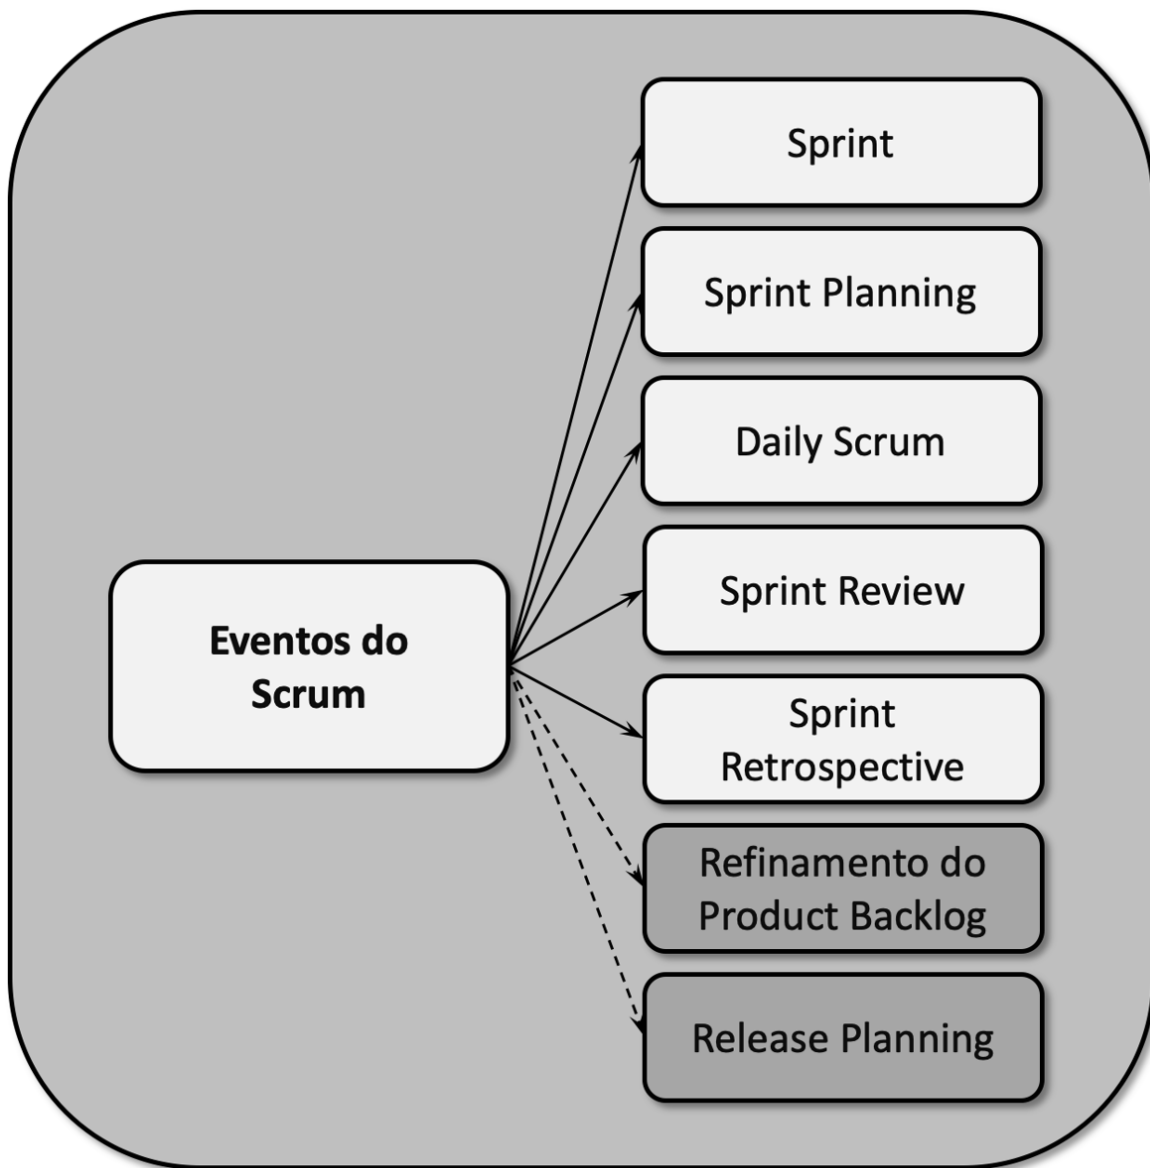 Sprint
Sprint Planning
Daily Scrum
Sprint Review
Eventos do
Scrum
Sprint
Retrospective
Refinamento do
Product Backlog
Release Planning